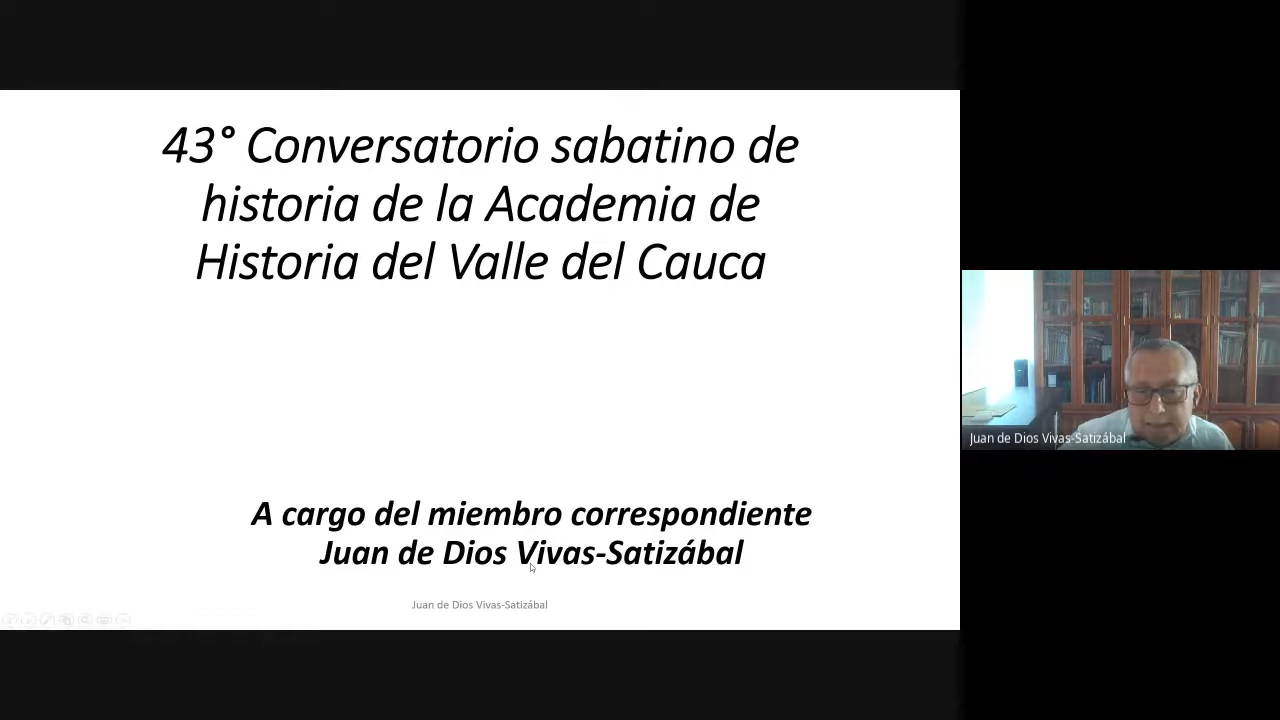 43° Conversatorio sabatino de
historia de la Academia de
Historia del Valle del Cauca
A cargo del miembro correspondiente
Juan de Dios Vivas-Satizábal
Juan de Dios Vivas-Satizábal
Juan de Dios Vivas-Satizábal